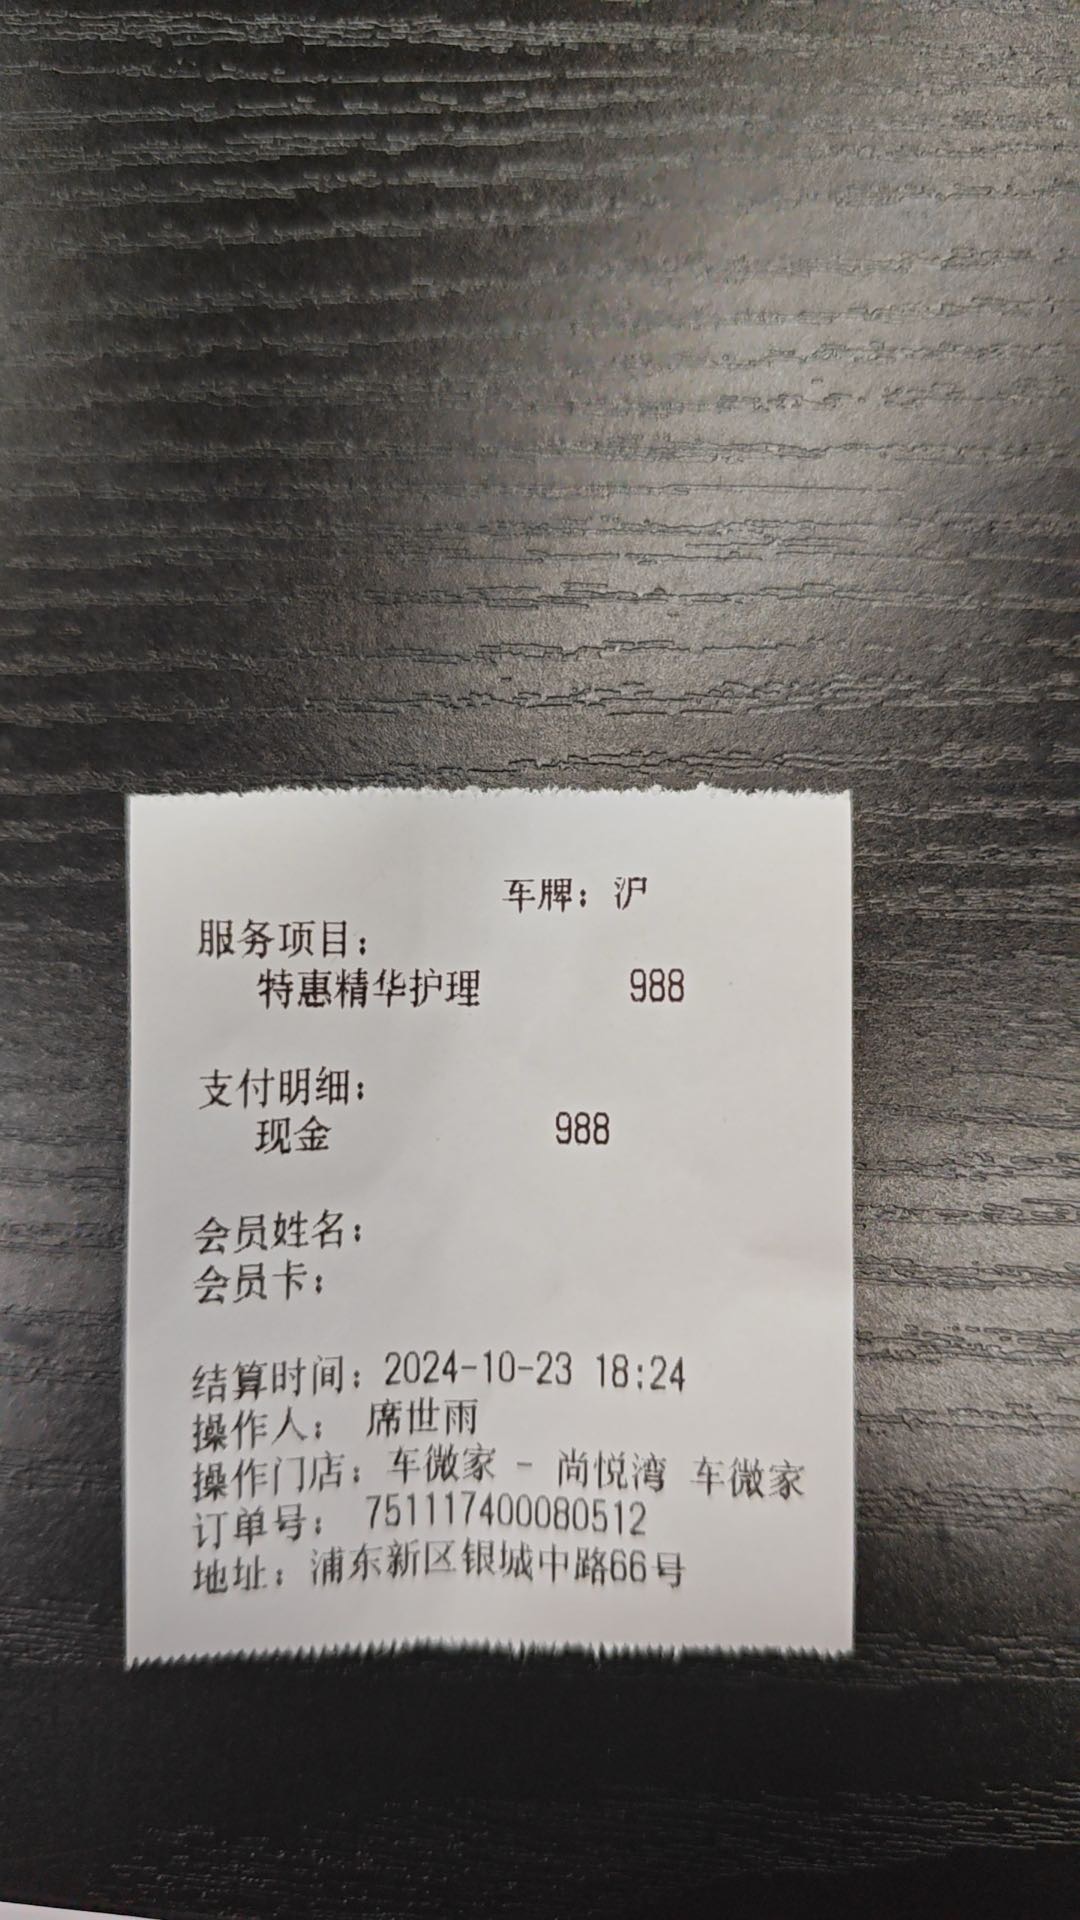 车牌：沪
服务项目：
特惠精华护理 988
支付明细：
现金 988
会员姓名：
会员卡：
结算时间：2024-10-23 18:24
操作人： 席世雨
操作门店：车微家 - 尚悦湾 车微家
订单号： 751117400080512
地址：浦东新区银城中路66号